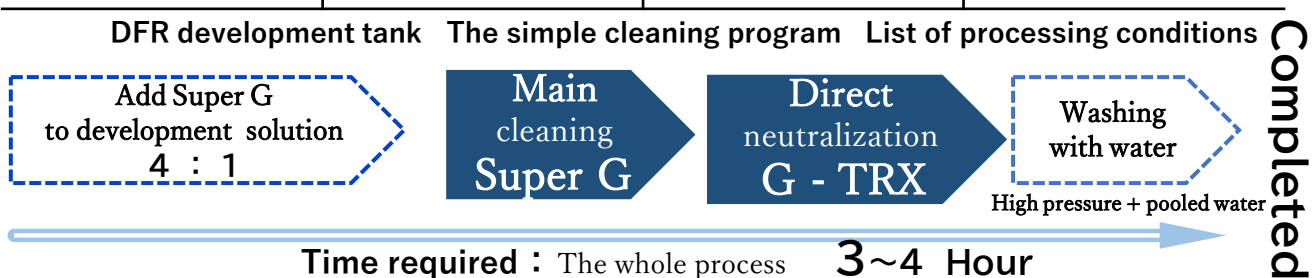 DFR development tank The simple cleaning program List of processing conditions
Add Super G
to development solution
4 : 1
Main
cleaning
Super G
Direct
neutralization
G - TRX
Washing
with water
High pressure + pooled water
Completed
Time required : The whole process 3~4 Hour